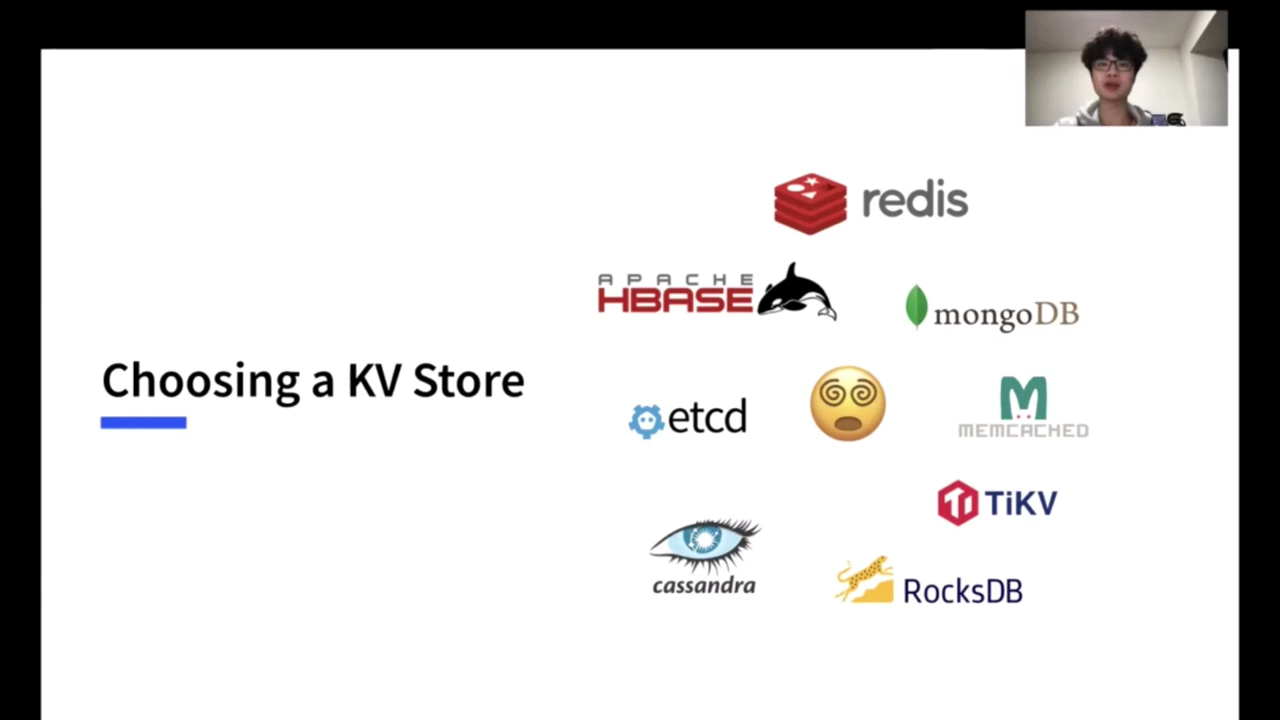 redis
APACHE
HBASE
mongoDB
Choosing a KV Store
etcd
MEMCACHED
TiKV
cassandra
RocksDB